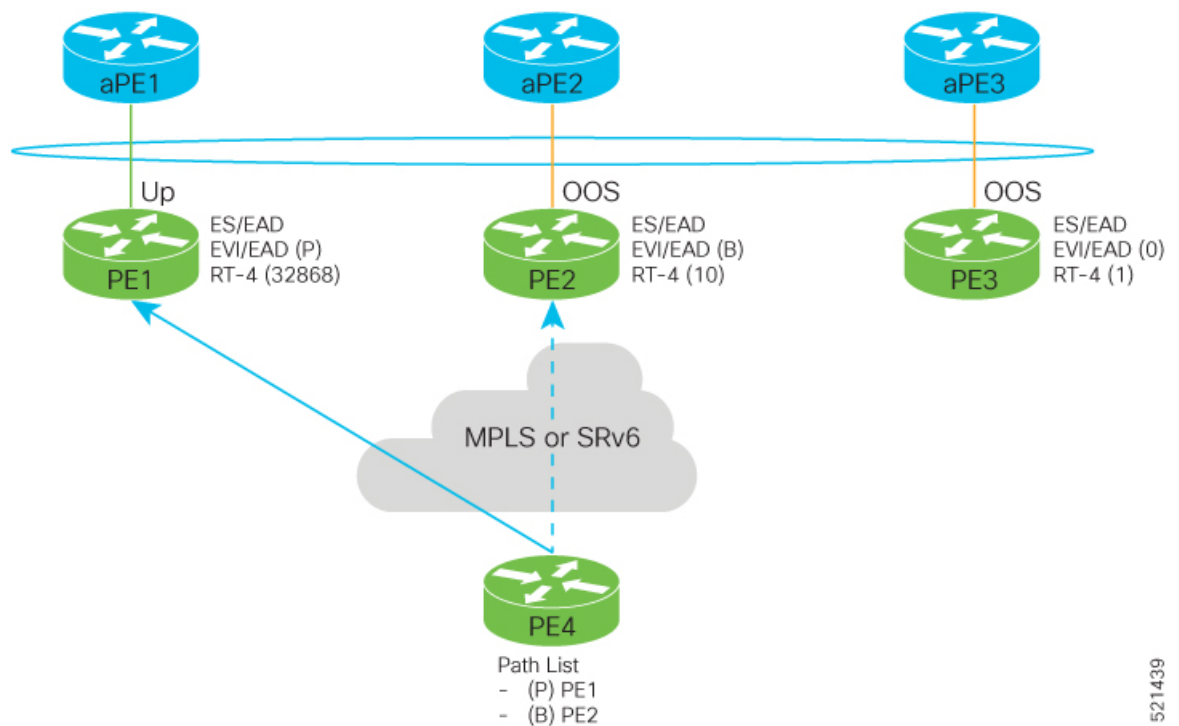 aPE1
aPE2
aPE3
Up
OOS
OOS
PE1
ES/EAD
EVI/EAD (P)
RT-4 (32868)
PE2
ES/EAD
EVI/EAD (B)
RT-4 (10)
PE3
ES/EAD
EVI/EAD (0)
RT-4 (1)
MPLS or SRv6
PE4
Path List
- (P) PE1
- (B) PE2
521439